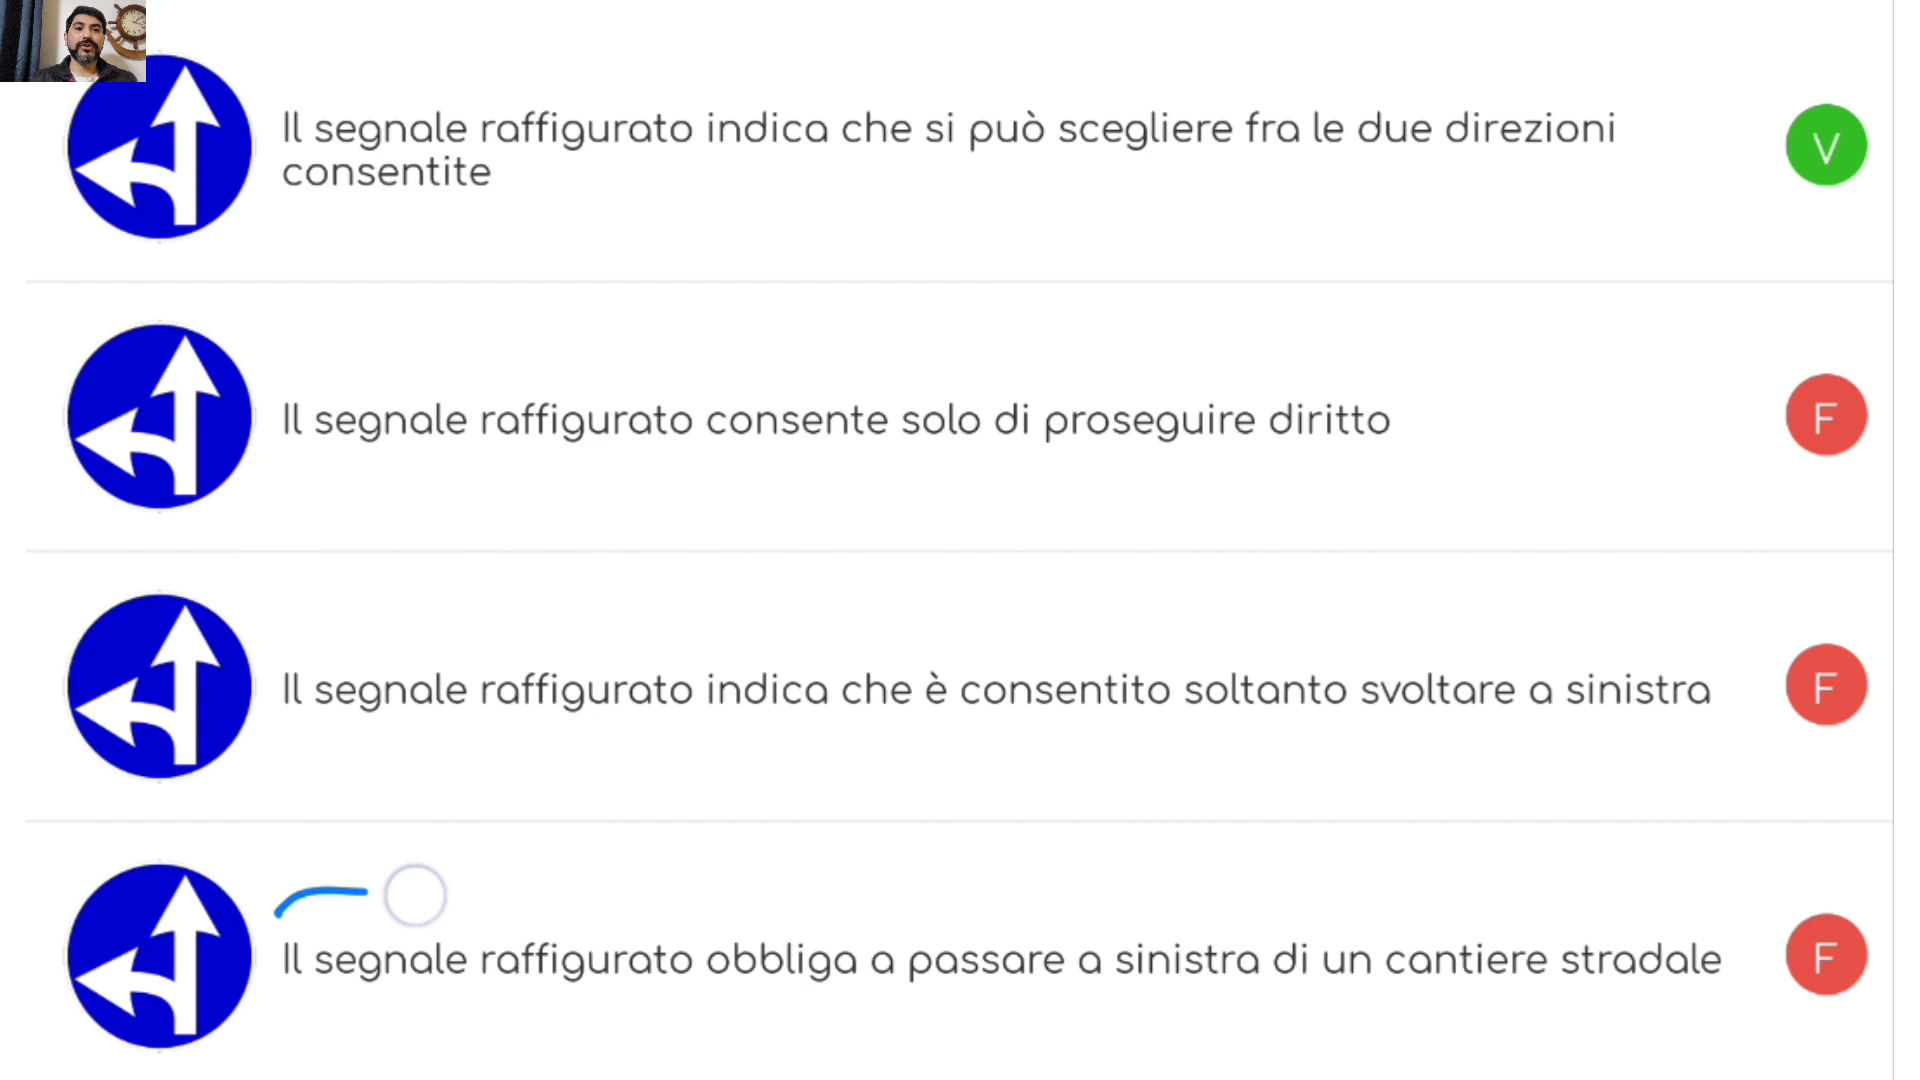 Il segnale raffigurato indica che si può scegliere fra le due direzioni
consentite
V
Il segnale raffigurato consente solo di proseguire diritto
F
Il segnale raffigurato indica che è consentito soltanto svoltare a sinistra
F
Il segnale raffigurato obbliga a passare a sinistra di un cantiere stradale
F